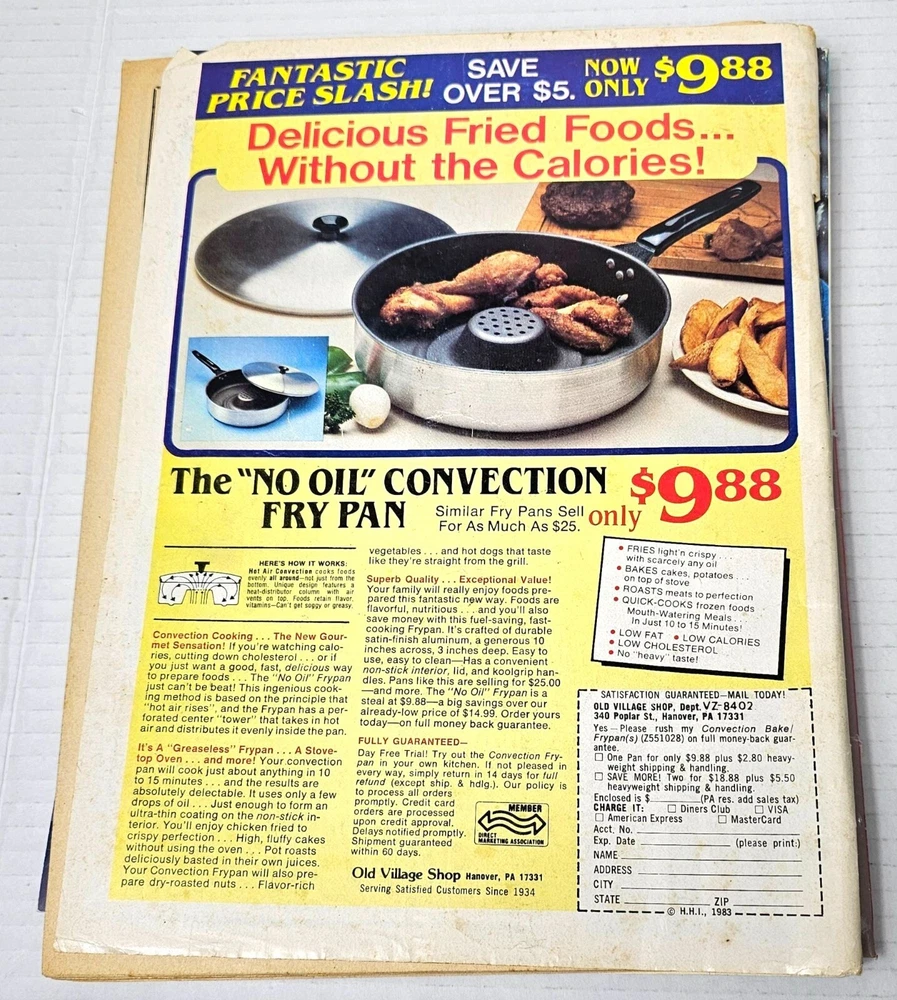 FANTASTIC
PRICE SLASH!
SAVE
OVER $5.
NOW
ONLY
$9.88
Delicious Fried Foods...
Without the Calories!
The "NO OIL" CONVECTION
FRY PAN
Similar Fry Pans Sell
For As Much As $25.
only
$9.88
HERE'S HOW IT WORKS:
Hot Air Convection cooks foods
evenly all around—not just from the
bottom. Unique design features a
heat-distributor column with air
vents on top. Foods retain flavor,
vitamins—Can't get soggy or greasy.
Convection Cooking . . . The New Gour-
met Sensation! If you're watching calo-
ries, cutting down cholesterol . . . or if
you just want a good, fast, delicious way
to prepare foods . . . The "No Oil" Frypan
just can't be beat! This ingenious cook-
ing method is based on the principle that
"hot air rises", and the Frypan has a per-
forated center "tower" that takes in hot
air and distributes it evenly inside the pan.
It's A "Greaseless" Frypan . . . A Stove-
top Oven . . . and more! Your convection
pan will cook just about anything in 10
to 15 minutes . . . and the results are
absolutely delectable. It uses only a few
drops of oil . . . Just enough to form an
ultra-thin coating on the non-stick in-
terior. You'll enjoy chicken fried to
crispy perfection . . . High, fluffy cakes
without using the oven . . . Pot roasts
deliciously basted in their own juices.
Your Convection Frypan will also pre-
pare dry-roasted nuts . . . Flavor-rich
vegetables . . . and hot dogs that taste
like they're straight from the grill.
Superb Quality . . . Exceptional Value!
Your family will really enjoy foods pre-
pared this fantastic new way. Foods are
flavorful, nutritious . . . and you'll also
save money with this fuel-saving, fast-
cooking Frypan. It's crafted of durable
satin-finish aluminum, a generous 10
inches across, 3 inches deep. Easy to
use, easy to clean—Has a convenient
non-stick interior, lid, and koolgrip han-
dles. Pans like this are selling for $25.00
—and more. The "No Oil" Frypan is a
steal at $9.88—a big savings over our
already-low price of $14.99. Order yours
today—on full money back guarantee.
FULLY GUARANTEED—
Day Free Trial! Try out the Convection Fry-
pan in your own kitchen. If not pleased in
every way, simply return in 14 days for full
refund (except ship. & hdlg.). Our policy is
to process all orders
promptly. Credit card
orders are processed
upon credit approval.
Delays notified promptly.
Shipment guaranteed
within 60 days.
MEMBER
DIRECT
MARKETING ASSOCIATION
Old Village Shop Hanover, PA 17331
Serving Satisfied Customers Since 1934
• FRIES light'n crispy . . .
with scarcely any oil
• BAKES cakes, potatoes . . .
on top of stove
• ROASTS meats to perfection
• QUICK-COOKS frozen foods
Mouth-Watering Meals . . .
In Just 10 to 15 Minutes!
• LOW FAT • LOW CALORIES
• LOW CHOLESTEROL
• No "heavy" taste!
SATISFACTION GUARANTEED—MAIL TODAY!
OLD VILLAGE SHOP, Dept. VZ-8402
340 Poplar St., Hanover, PA 17331
Yes—Please rush my Convection Bake/
Frypan(s) (Z551028) on full money-back guar-
antee.
One Pan for only $9.88 plus $2.80 heavy-
weight shipping & handling.
SAVE MORE! Two for $18.88 plus $5.50
heavyweight shipping & handling.
Enclosed is $ (PA res. add sales tax)
CHARGE IT: Diners Club VISA
American Express MasterCard
Acct. No.
Exp. Date (please print:)
NAME
ADDRESS
CITY
STATE ZIP
© H.H.I., 1983